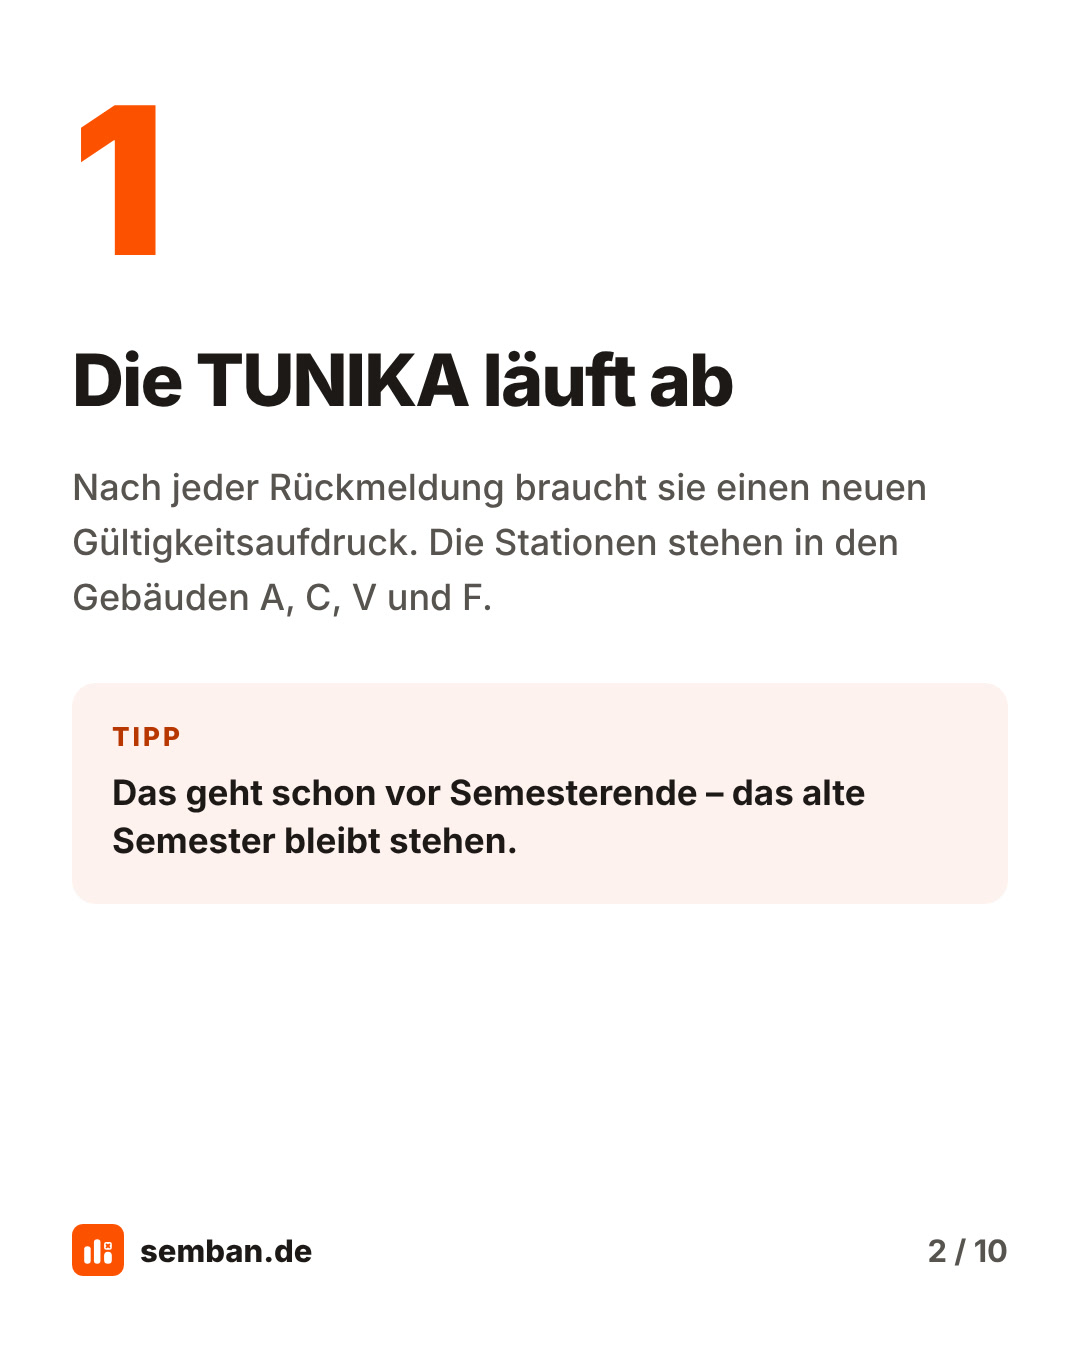 1
Die TUNIKA läuft ab
Nach jeder Rückmeldung braucht sie einen neuen
Gültigkeitsaufdruck. Die Stationen stehen in den
Gebäuden A, C, V und F.
TIPP
Das geht schon vor Semesterende – das alte
Semester bleibt stehen.
semban.de
2 / 10